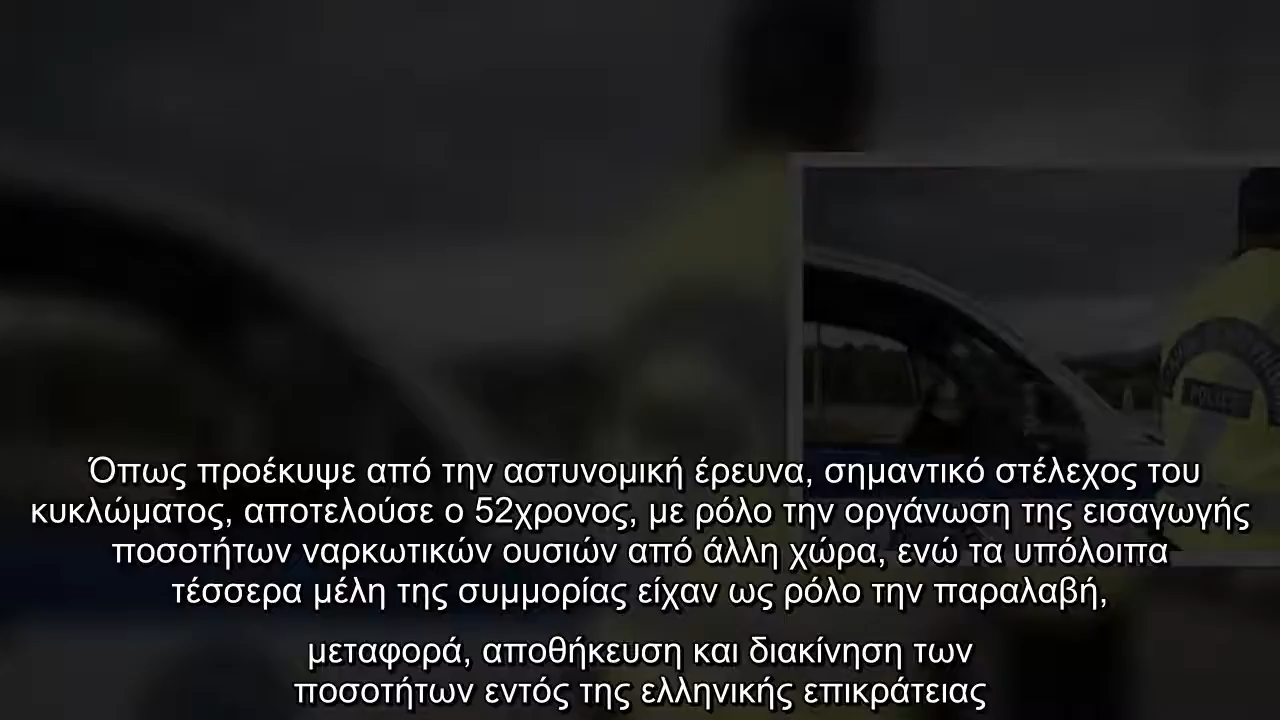 POLICE
Όπως προέκυψε από την αστυνομική έρευνα, σημαντικό στέλεχος του
κυκλώματος, αποτελούσε ο 52χρονος, με ρόλο την οργάνωση της εισαγωγής
ποσοτήτων ναρκωτικών ουσιών από άλλη χώρα, ενώ τα υπόλοιπα
τέσσερα μέλη της συμμορίας είχαν ως ρόλο την παραλαβή,
μεταφορά, αποθήκευση και διακίνηση των
ποσοτήτων εντός της ελληνικής επικράτειας